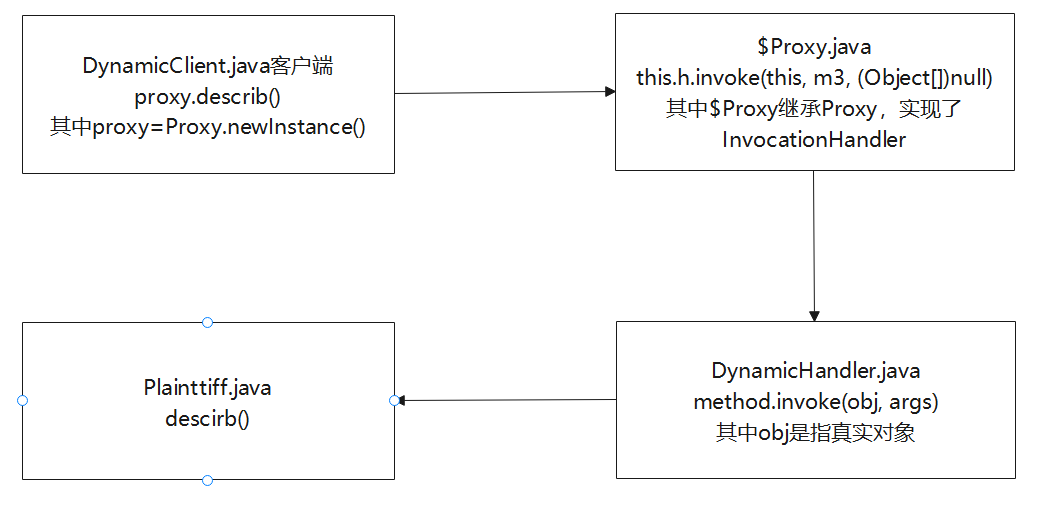 DynamicClient.java客户端
proxy.describ()
其中proxy=Proxy.newInstance()
$Proxy.java
this.h.invoke(this, m3, (Object[])null)
其中$Proxy继承Proxy，实现了
InvocationHandler
DynamicHandler.java
method.invoke(obj, args)
其中obj是指真实对象
Plainttiff.java
descirb()